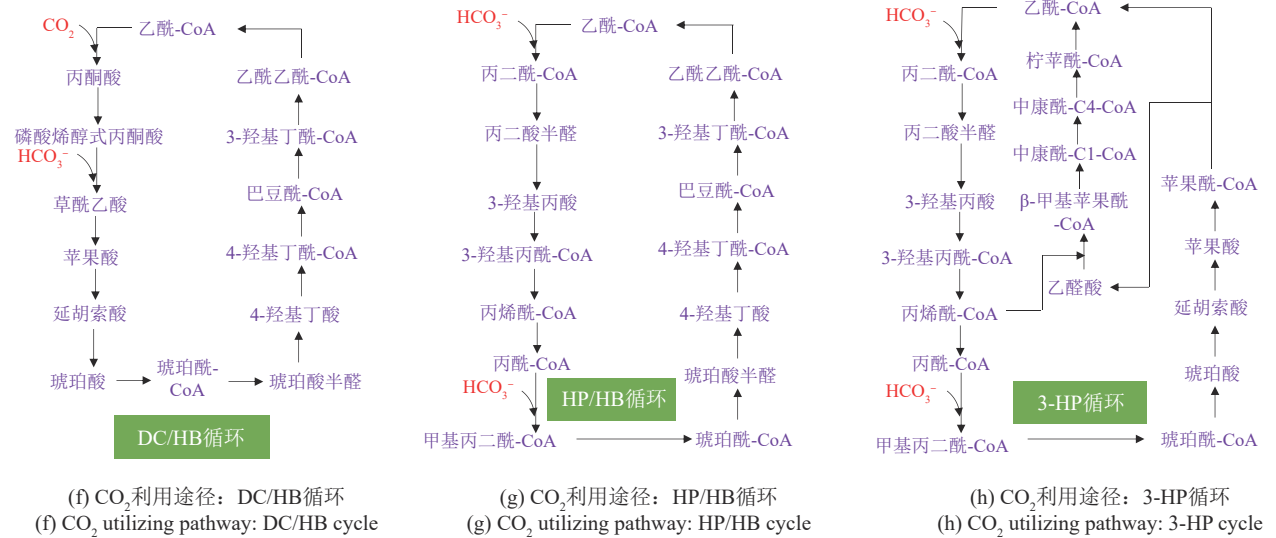 CO₂
乙酰-CoA
丙酮酸
磷酸烯醇式丙酮酸
HCO₃⁻
草酰乙酸
苹果酸
延胡索酸
琥珀酸
琥珀酰-
CoA
琥珀酸半醛
4-羟基丁酸
4-羟基丁酰-CoA
巴豆酰-CoA
3-羟基丁酰-CoA
乙酰乙酰-CoA
DC/HB循环
(f) CO₂利用途径：DC/HB循环
(f) CO₂ utilizing pathway: DC/HB cycle
HCO₃⁻
乙酰-CoA
丙二酰-CoA
丙二酸半醛
3-羟基丙酸
3-羟基丙酰-CoA
丙烯酰-CoA
丙酰-CoA
HCO₃⁻
甲基丙二酰-CoA
琥珀酰-CoA
琥珀酸半醛
4-羟基丁酸
4-羟基丁酰-CoA
巴豆酰-CoA
3-羟基丁酰-CoA
乙酰乙酰-CoA
HP/HB循环
(g) CO₂利用途径：HP/HB循环
(g) CO₂ utilizing pathway: HP/HB cycle
HCO₃⁻
乙酰-CoA
丙二酰-CoA
丙二酸半醛
3-羟基丙酸
3-羟基丙酰-CoA
丙烯酰-CoA
丙酰-CoA
HCO₃⁻
甲基丙二酰-CoA
琥珀酰-CoA
琥珀酸
延胡索酸
苹果酸
苹果酰-CoA
乙醛酸
β-甲基苹果酰
-CoA
中康酰-C1-CoA
中康酰-C4-CoA
柠苹酰-CoA
3-HP循环
(h) CO₂利用途径：3-HP循环
(h) CO₂ utilizing pathway: 3-HP cycle